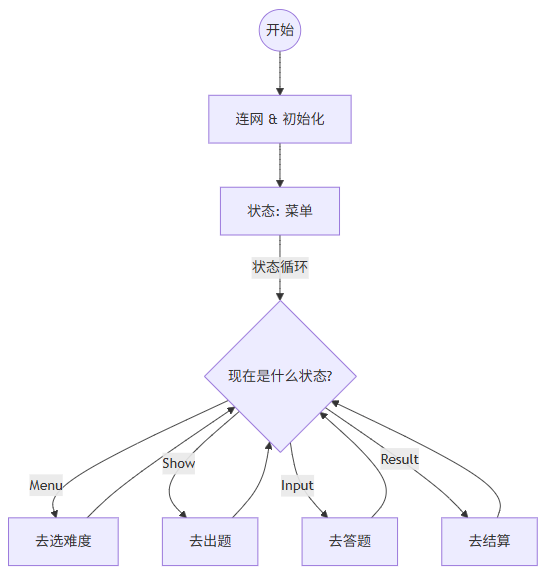 开始
连网 & 初始化
状态: 菜单
状态循环
现在是什么状态?
Menu
Show
Input
Result
去选难度
去出题
去答题
去结算